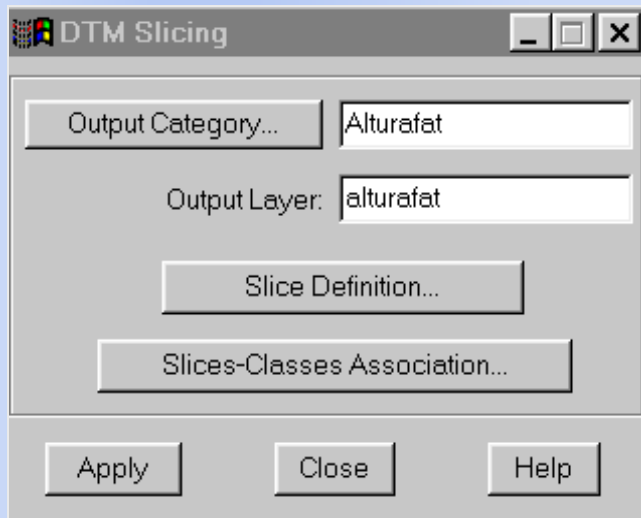 DTM Slicing
Output Category... Alturafat
Output Layer: alturafat
Slice Definition...
Slices-Classes Association...
Apply Close Help